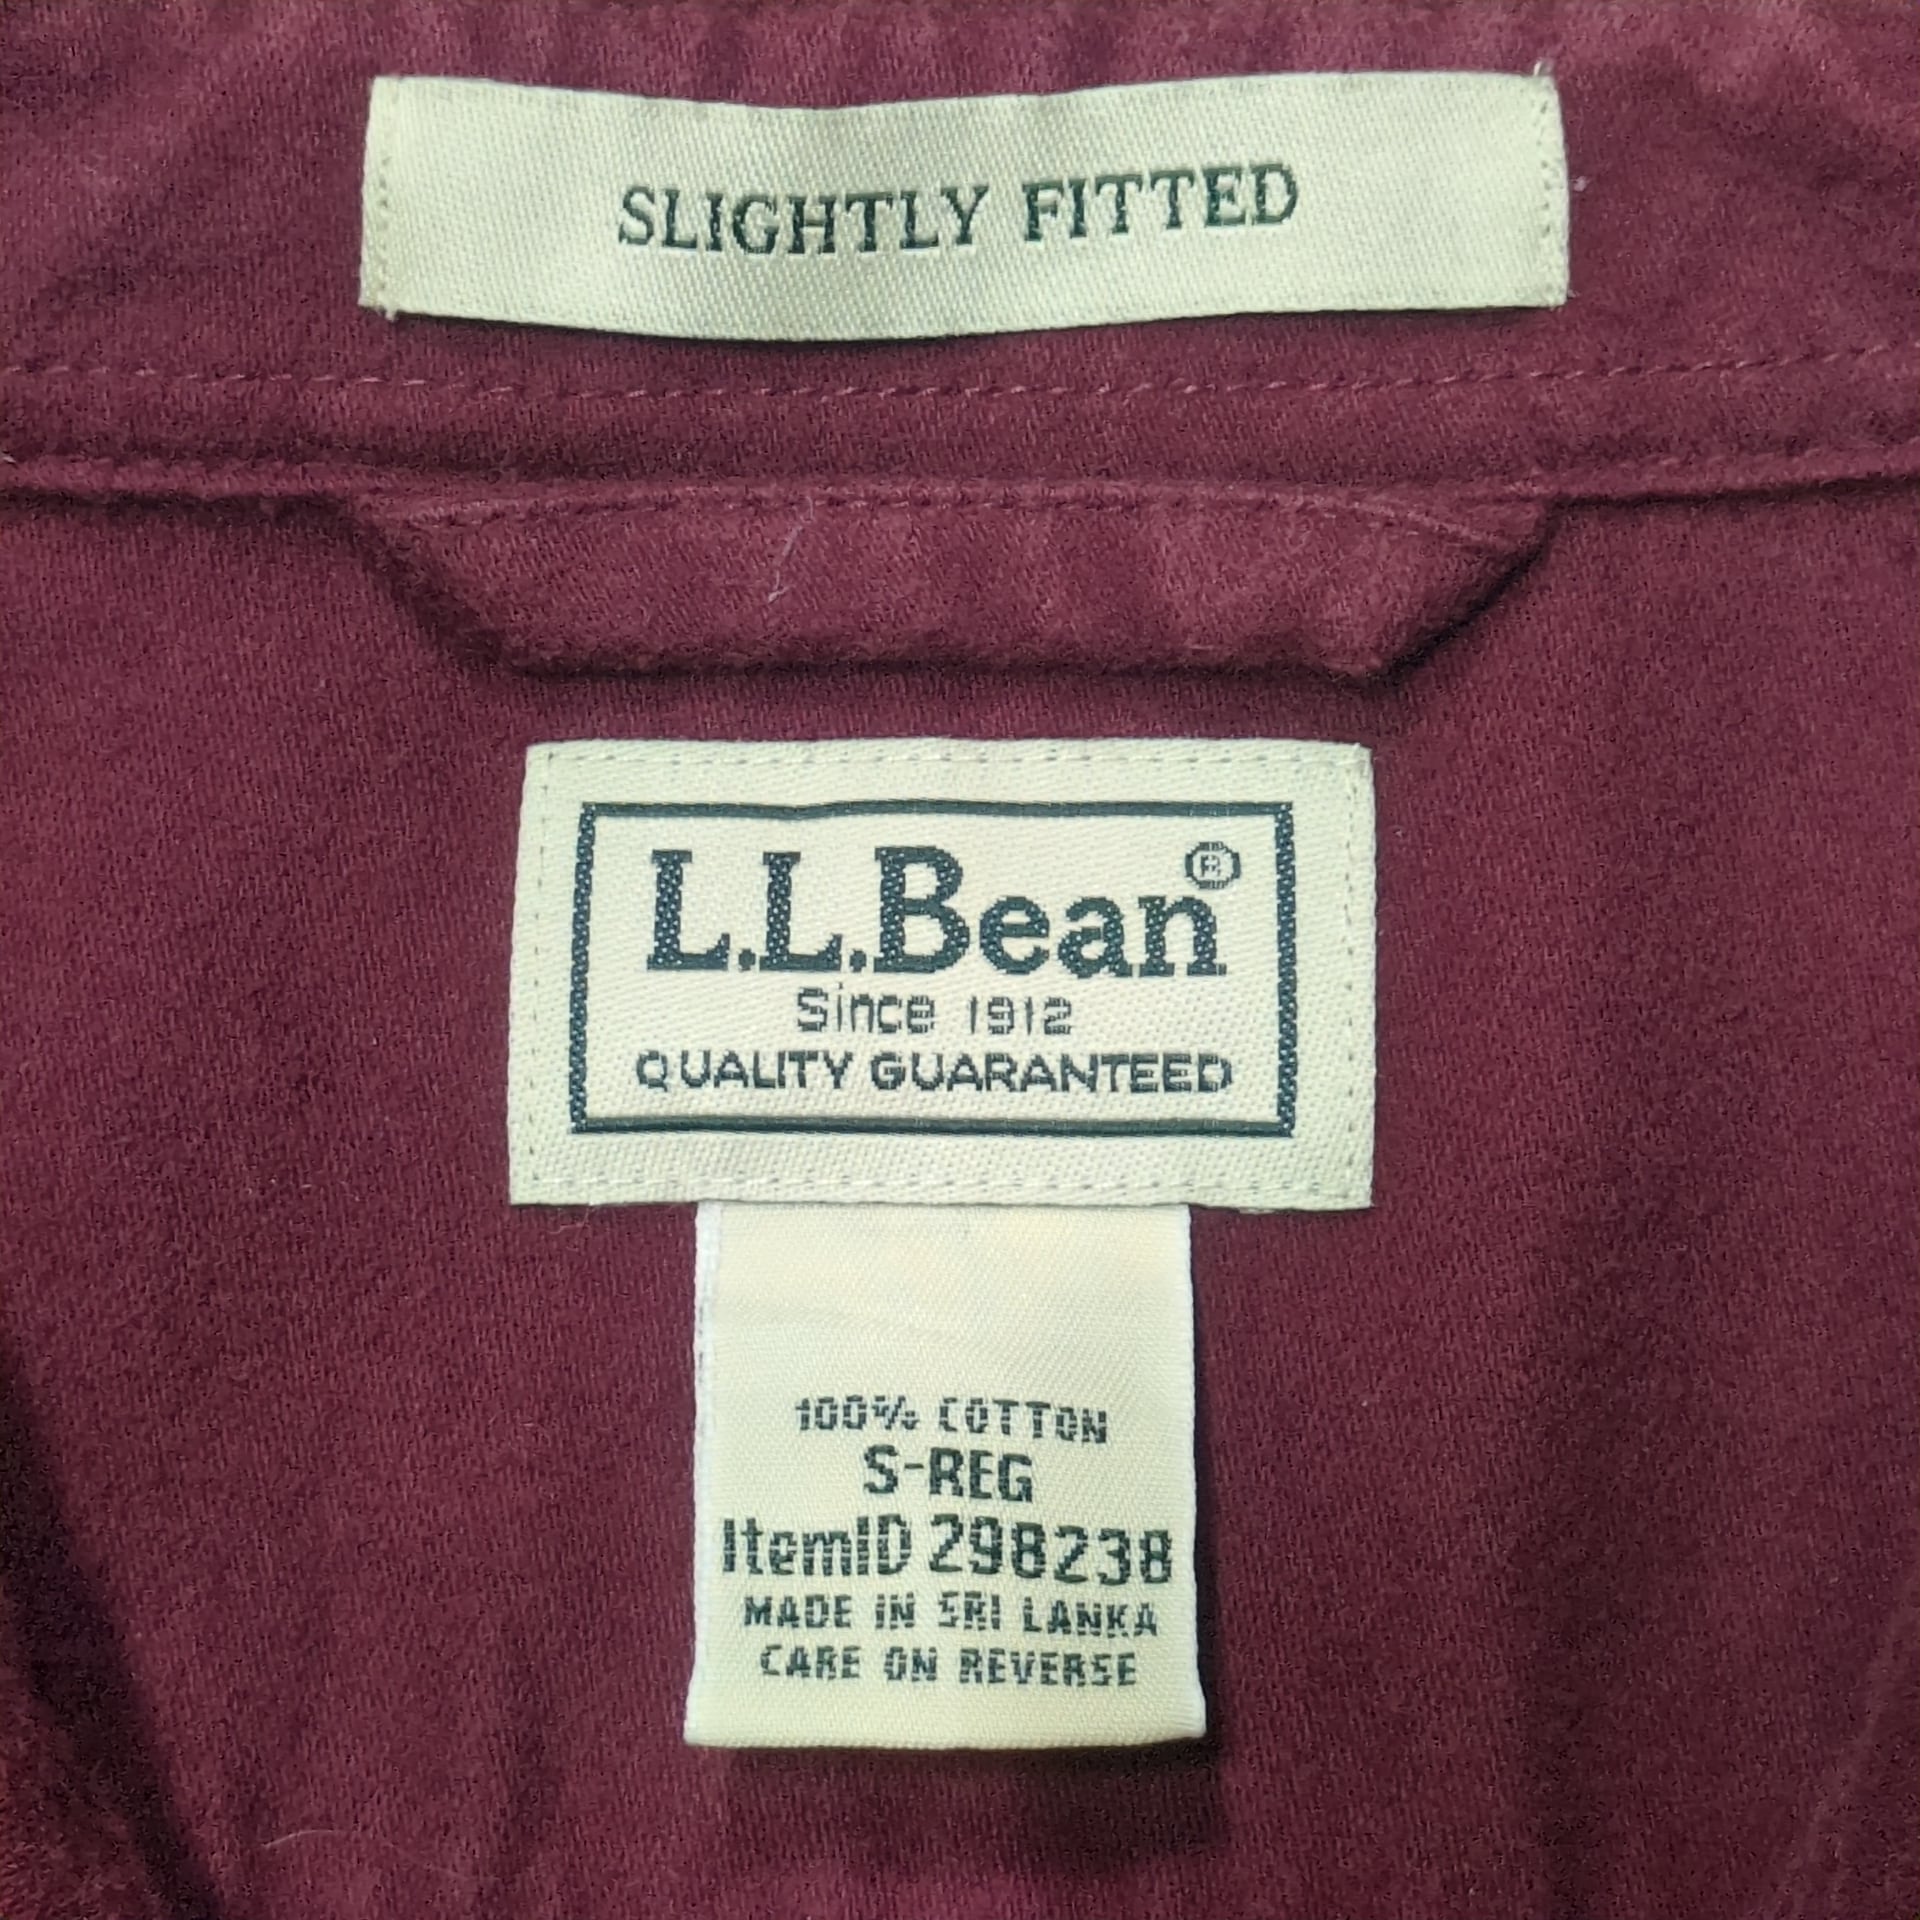 SLIGHTLY FITTED
L.L.Bean®
Since 1912
QUALITY GUARANTEED
100% COTTON
S-REG
ItemID 298238
MADE IN SRI LANKA
CARE ON REVERSE